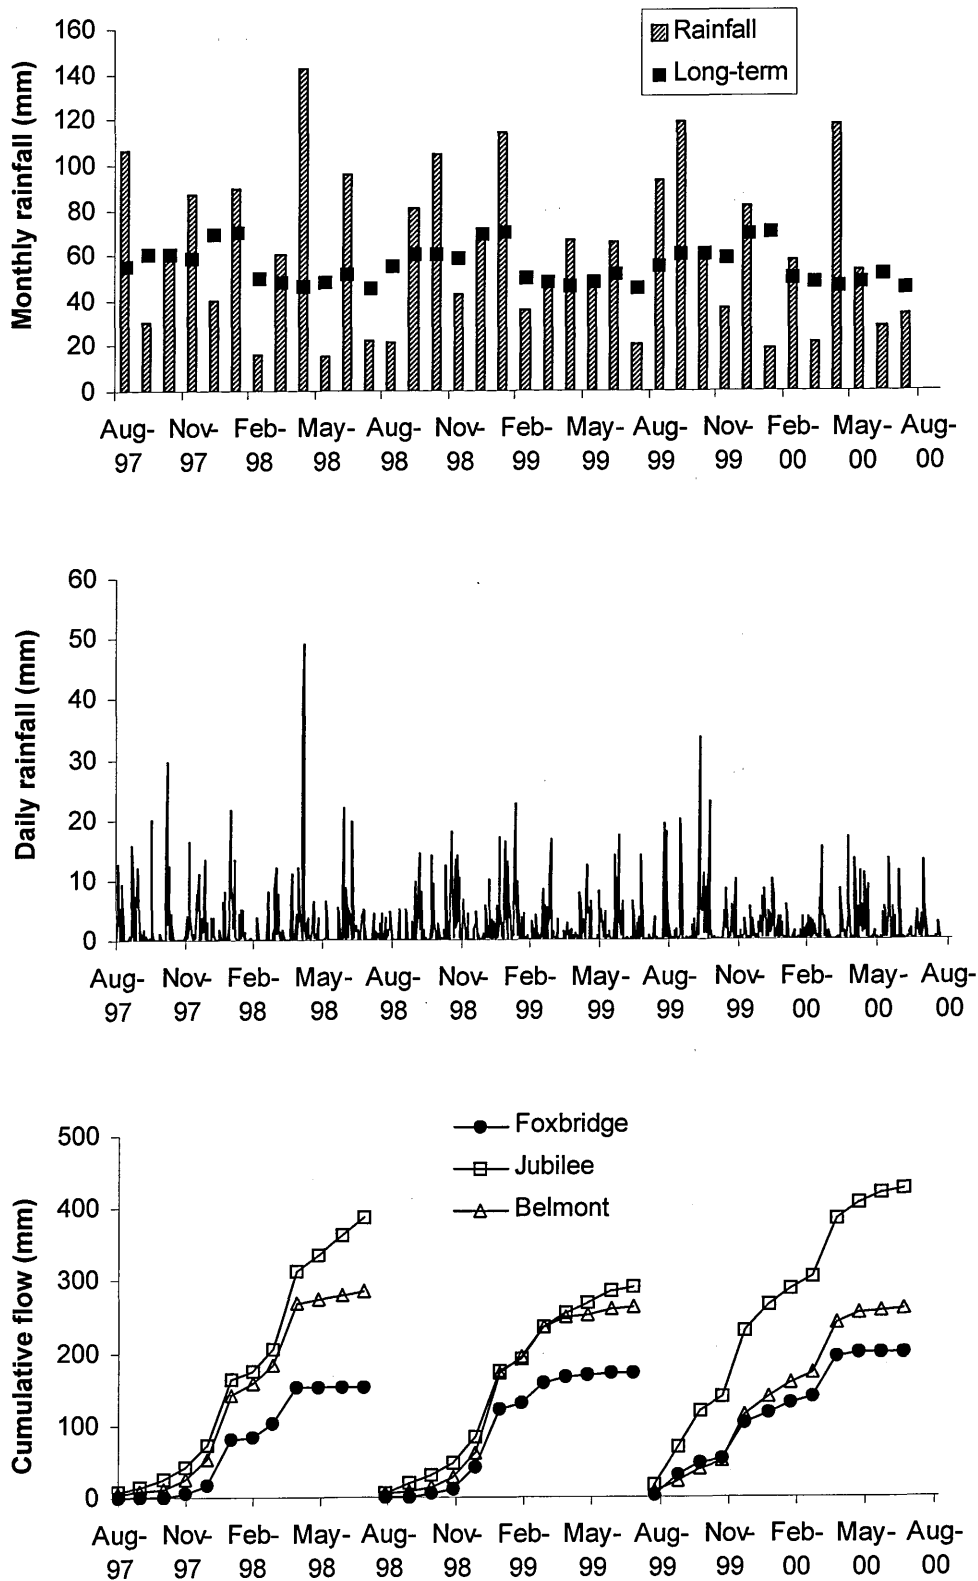 Rainfall
Long-term
Monthly rainfall (mm)
160
140
120
100
80
60
40
20
0
Aug- Nov- Feb- May- Aug- Nov- Feb- May- Aug- Nov- Feb- May- Aug-
97 97 98 98 98 98 99 99 99 99 00 00 00
Daily rainfall (mm)
60
50
40
30
20
10
0
Aug- Nov- Feb- May- Aug- Nov- Feb- May- Aug- Nov- Feb- May- Aug-
97 97 98 98 98 98 99 99 99 99 00 00 00
Foxbridge
Jubilee
Belmont
Cumulative flow (mm)
500
400
300
200
100
0
Aug- Nov- Feb- May- Aug- Nov- Feb- May- Aug- Nov- Feb- May- Aug-
97 97 98 98 98 98 99 99 99 99 00 00 00